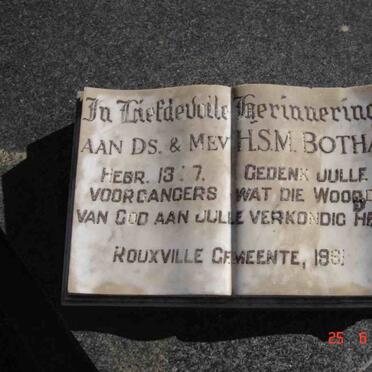 In Liefdevolle Herinnering
AAN DS. & MEV H.S.M. BOTHA
HEBR. 13:7. GEDENK JULLE
VOORGANGERS WAT DIE WOORD
VAN GOD AAN JULLE VERKONDIG HE
ROUXVILLE GEMEENTE, 1981
25 6